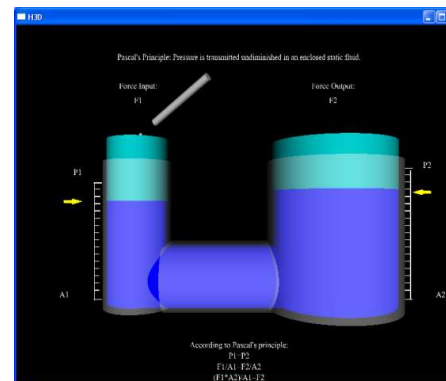 H3D
Pascal's Principle: Pressure is transmitted undiminished in an enclosed static fluid.
Force Input:
F1
Force Output:
F2
P1
P2
A1
A2
According to Pascal's principle:
P1=P2
F1/A1=F2/A2
(F1*A2)/A1=F2